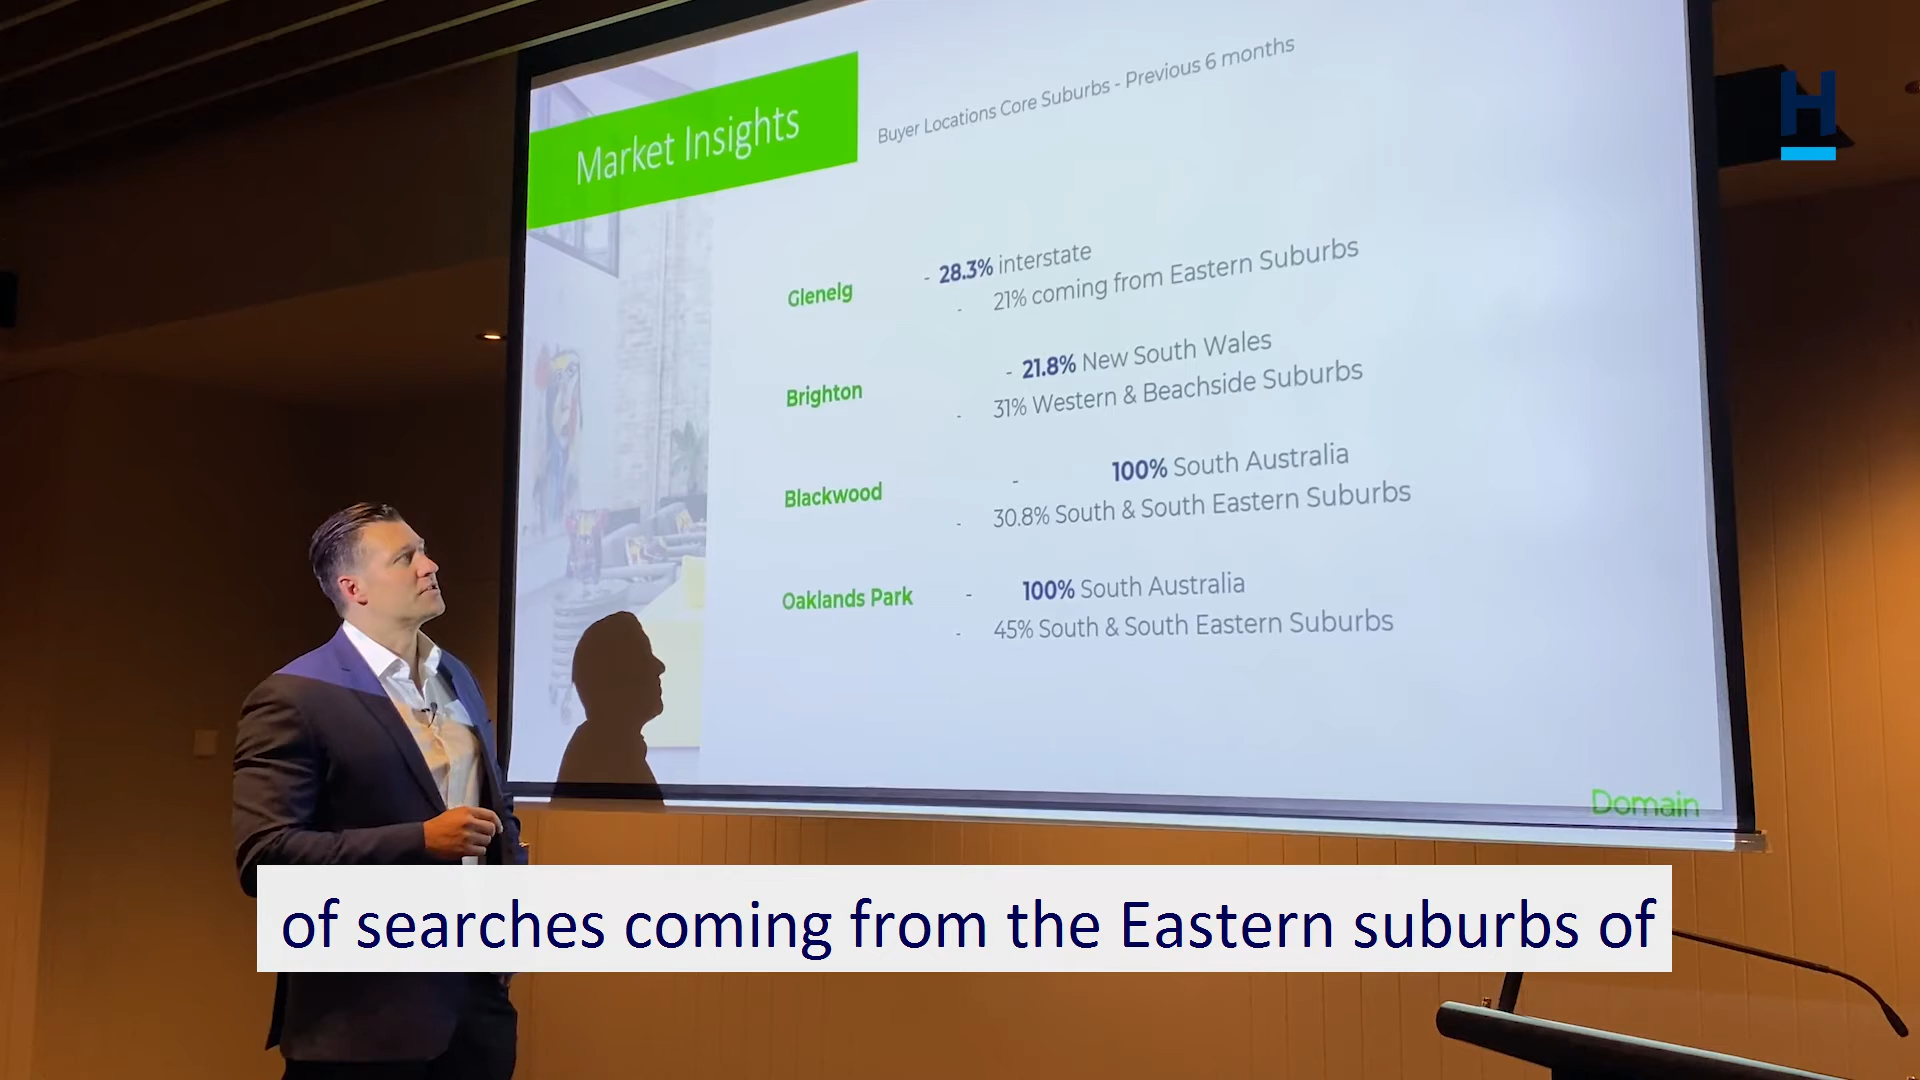 Market Insights
Buyer Locations Core Suburbs - Previous 6 months
Glenelg
- 28.3% interstate
- 21% coming from Eastern Suburbs
Brighton
- 21.8% New South Wales
- 31% Western & Beachside Suburbs
Blackwood
- 100% South Australia
- 30.8% South & South Eastern Suburbs
Oaklands Park
- 100% South Australia
- 45% South & South Eastern Suburbs
Domain
H
of searches coming from the Eastern suburbs of